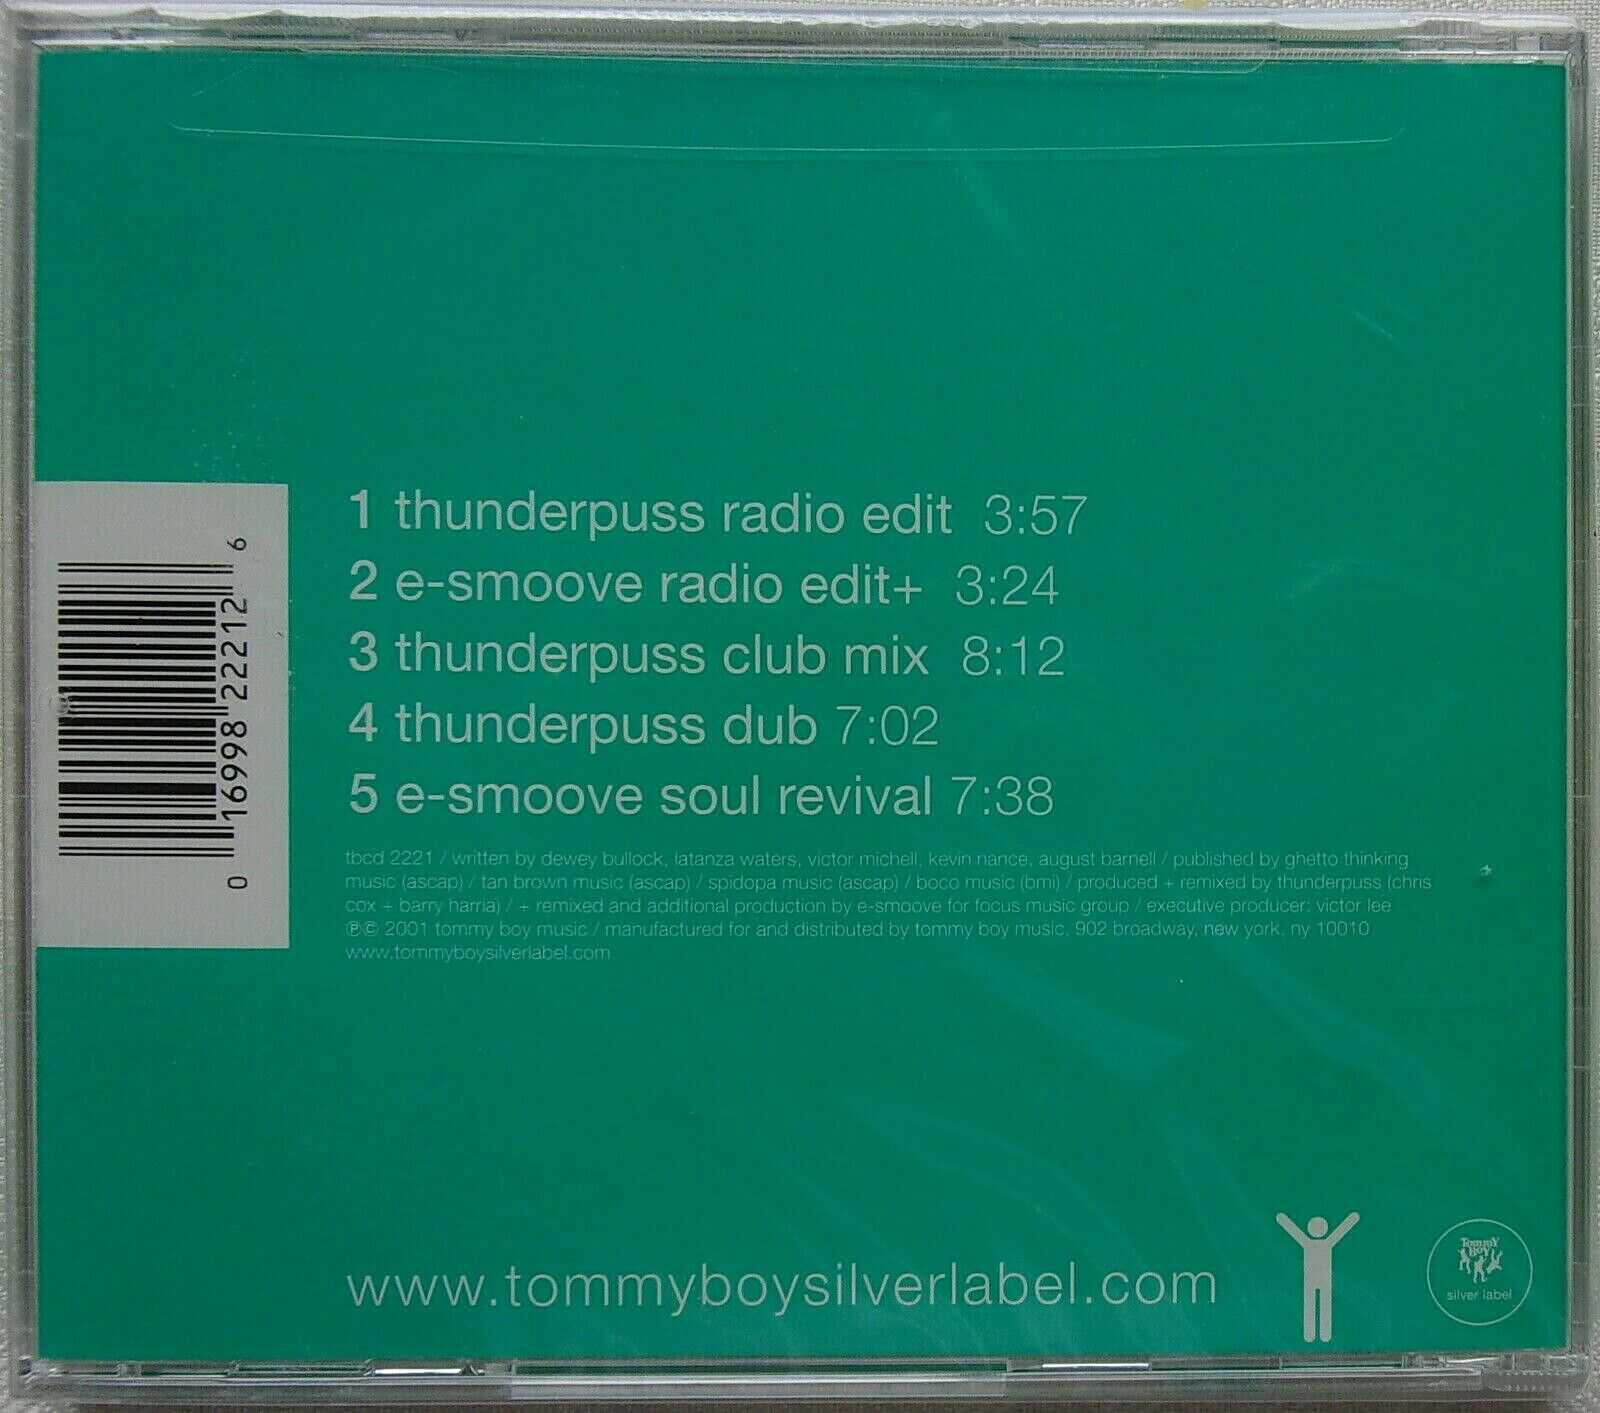 1 thunderpuss radio edit 3:57
2 e-smoove radio edit+ 3:24
3 thunderpuss club mix 8:12
4 thunderpuss dub 7:02
5 e-smoove soul revival 7:38
tbcd 2221 / written by dewey bullock, latanza waters, victor michell, kevin nance, august barnell / published by ghetto thinking
music (ascap) / tan brown music (ascap) / spidopa music (ascap) / boco music (bmi) / produced + remixed by thunderpuss (chris
cox + barry harria) / + remixed and additional production by e-smoove for focus music group / executive producer: victor lee
℗© 2001 tommy boy music / manufactured for and distributed by tommy boy music, 902 broadway, new york, ny 10010
www.tommyboysilverlabel.com
0 16998 22212 6
www.tommyboysilverlabel.com
Tommy
Boy
silver label